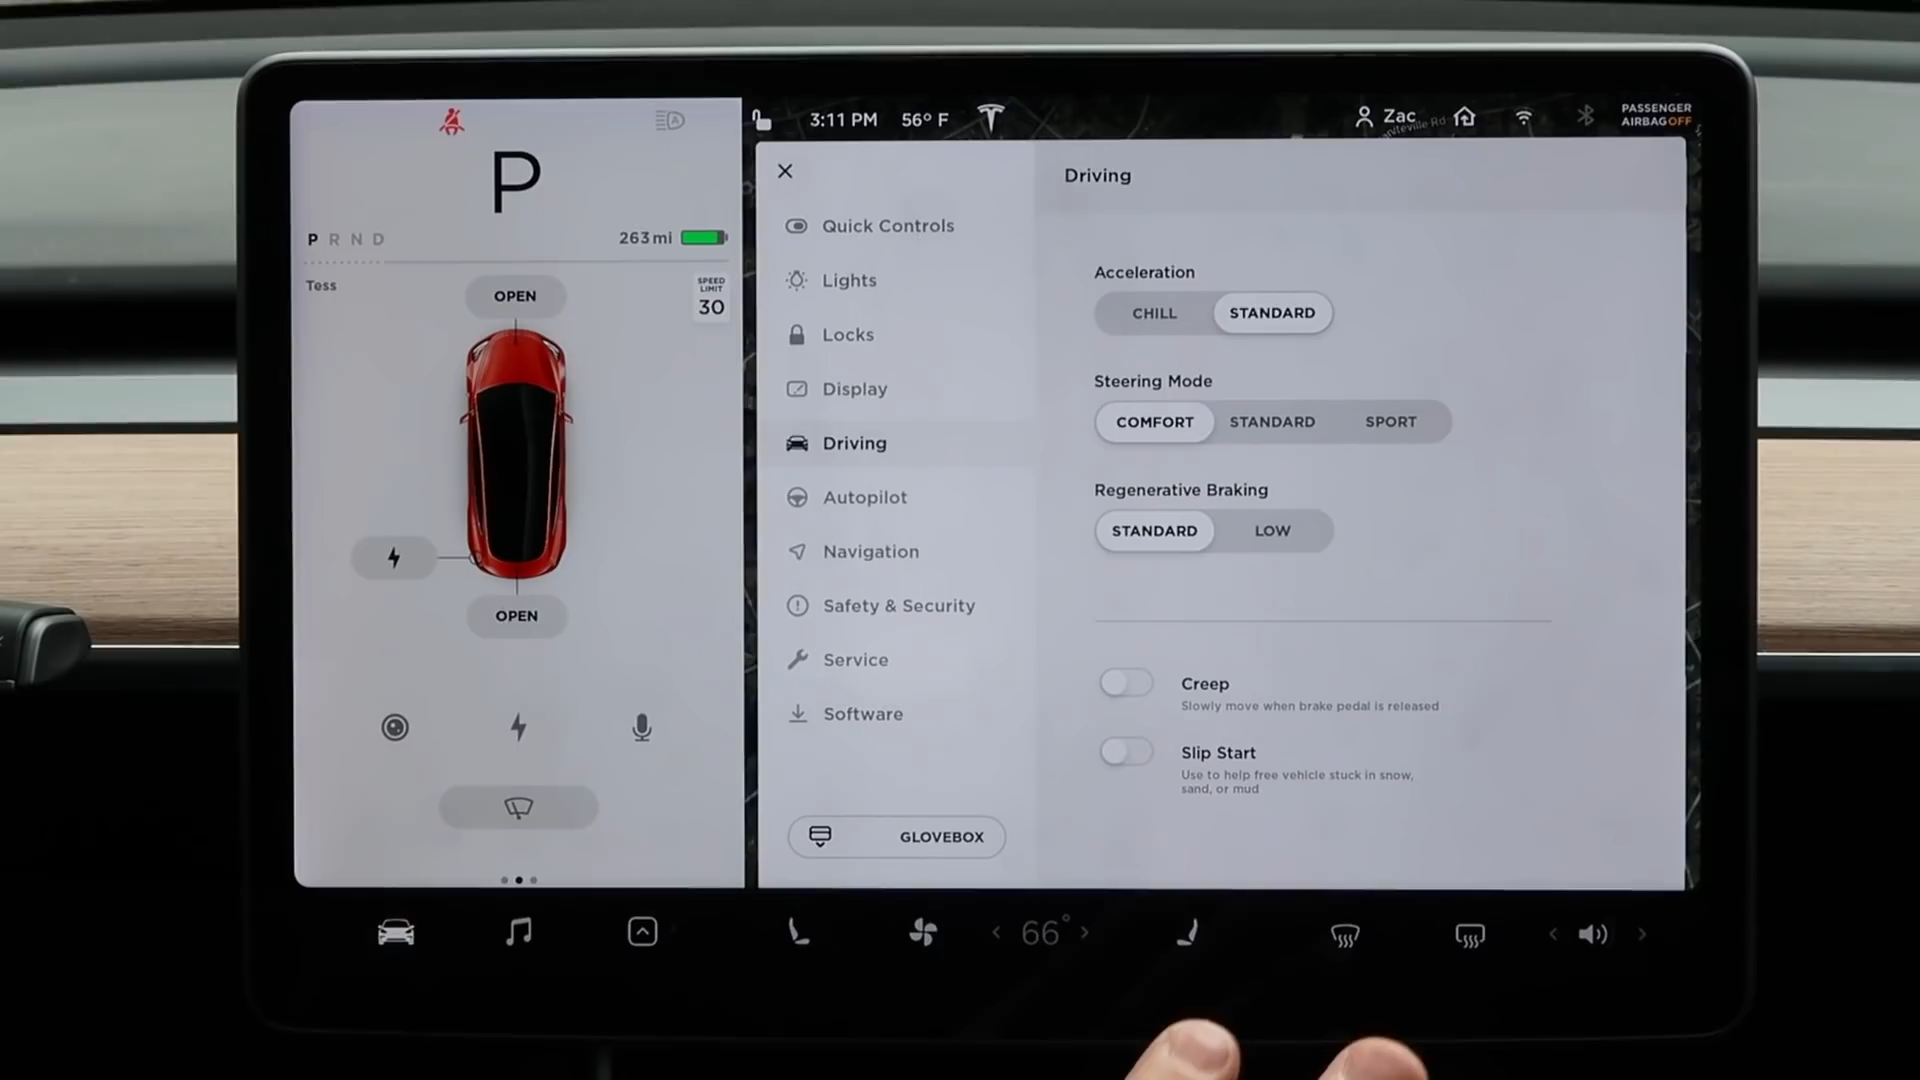 3:11 PM
56° F
Zac
PASSENGER
AIRBAG OFF
P
P R N D
263 mi
Tess
SPEED
LIMIT
30
OPEN
OPEN
Quick Controls
Lights
Locks
Display
Driving
Autopilot
Navigation
Safety & Security
Service
Software
GLOVEBOX
Driving
Acceleration
CHILL STANDARD
Steering Mode
COMFORT STANDARD SPORT
Regenerative Braking
STANDARD LOW
Creep
Slowly move when brake pedal is released
Slip Start
Use to help free vehicle stuck in snow,
sand, or mud
66°